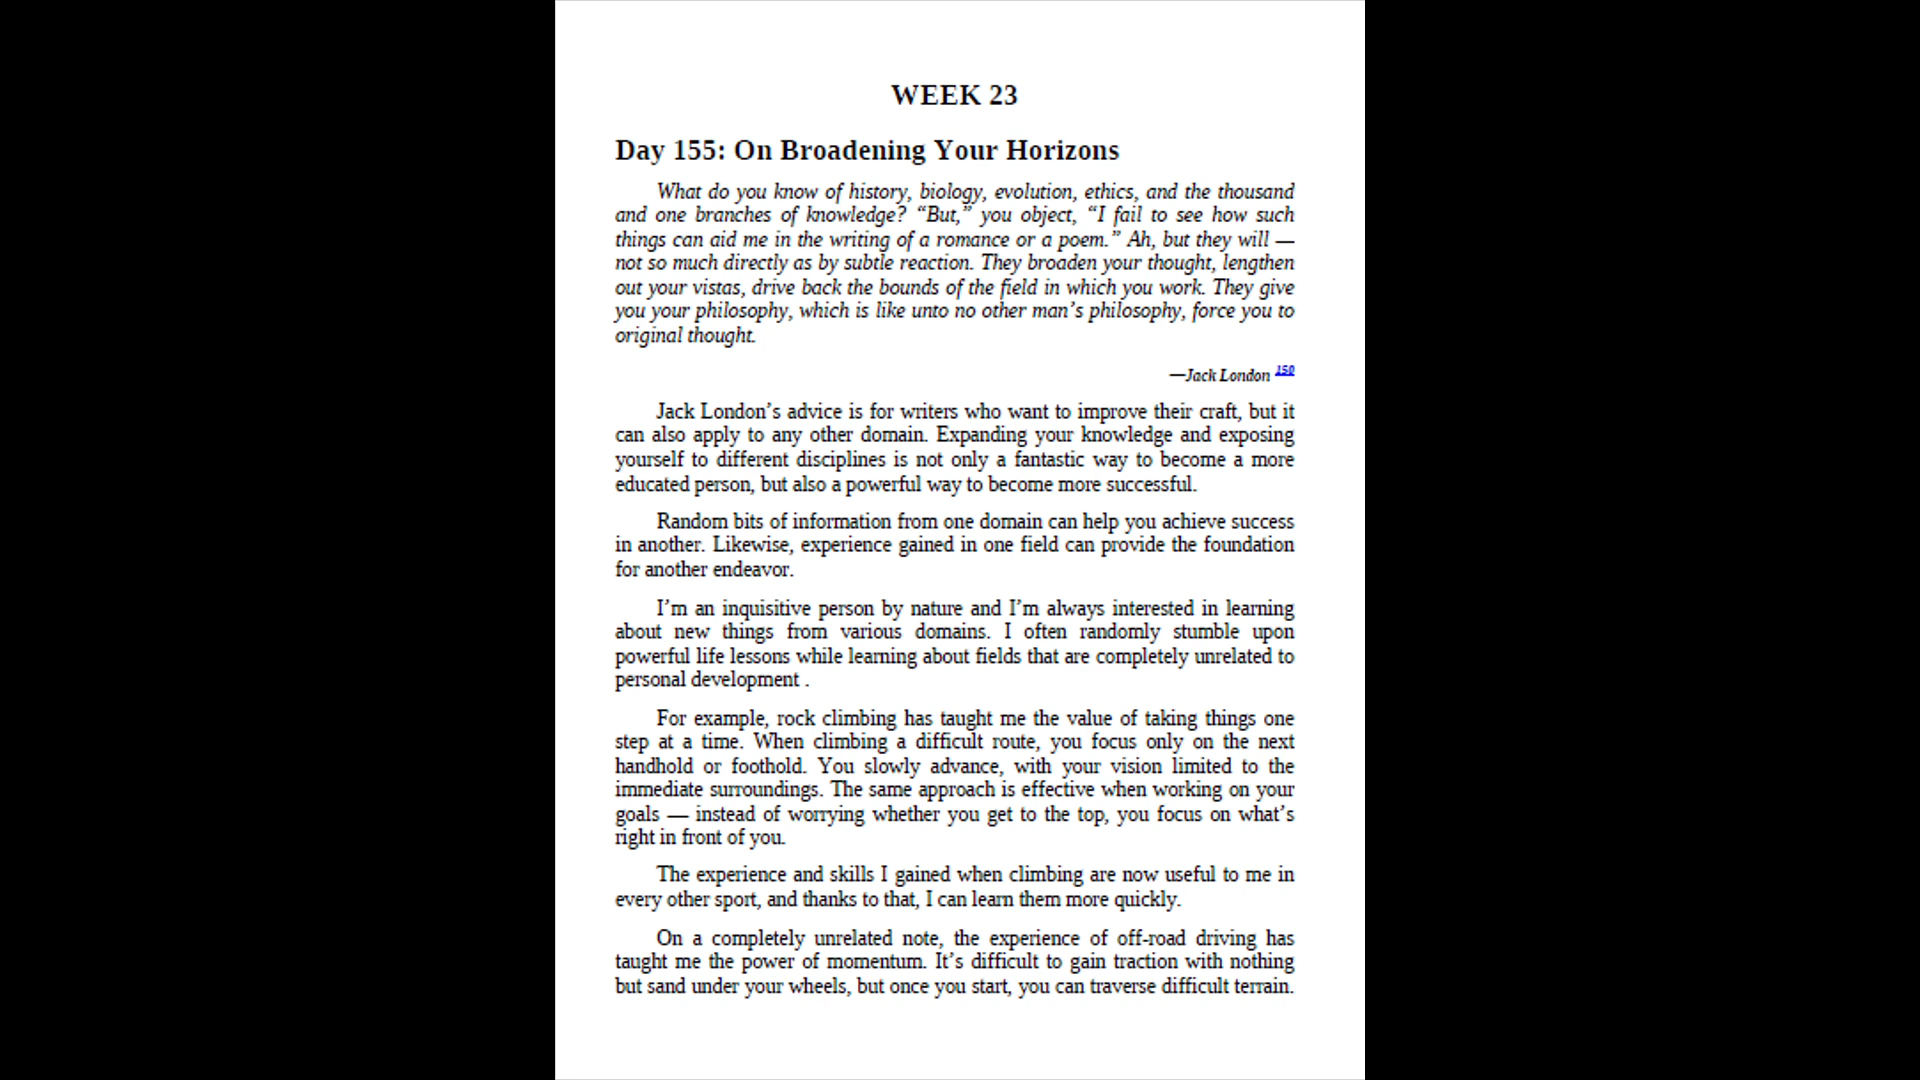 WEEK 23
Day 155: On Broadening Your Horizons
What do you know of history, biology, evolution, ethics, and the thousand
and one branches of knowledge? “But,” you object, “I fail to see how such
things can aid me in the writing of a romance or a poem.” Ah, but they will —
not so much directly as by subtle reaction. They broaden your thought, lengthen
out your vistas, drive back the bounds of the field in which you work. They give
you your philosophy, which is like unto no other man’s philosophy, force you to
original thought.
—Jack London 150
Jack London’s advice is for writers who want to improve their craft, but it
can also apply to any other domain. Expanding your knowledge and exposing
yourself to different disciplines is not only a fantastic way to become a more
educated person, but also a powerful way to become more successful.
Random bits of information from one domain can help you achieve success
in another. Likewise, experience gained in one field can provide the foundation
for another endeavor.
I’m an inquisitive person by nature and I’m always interested in learning
about new things from various domains. I often randomly stumble upon
powerful life lessons while learning about fields that are completely unrelated to
personal development .
For example, rock climbing has taught me the value of taking things one
step at a time. When climbing a difficult route, you focus only on the next
handhold or foothold. You slowly advance, with your vision limited to the
immediate surroundings. The same approach is effective when working on your
goals — instead of worrying whether you get to the top, you focus on what’s
right in front of you.
The experience and skills I gained when climbing are now useful to me in
every other sport, and thanks to that, I can learn them more quickly.
On a completely unrelated note, the experience of off-road driving has
taught me the power of momentum. It’s difficult to gain traction with nothing
but sand under your wheels, but once you start, you can traverse difficult terrain.